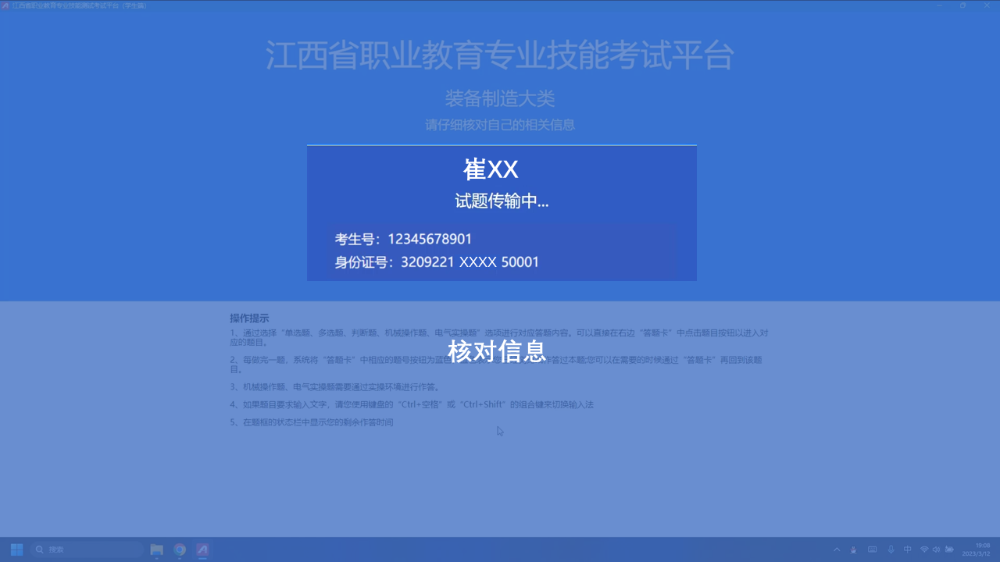 江西省职业教育专业技能测试考试平台 [学生端]
江西省职业教育专业技能考试平台
装备制造大类
请仔细核对自己的相关信息
崔XX
试题传输中...
考生号：12345678901
身份证号：3209221 XXXX 50001
操作提示
1、通过选择“单选题、多选题、判断题、机械操作题、电气实操题”选项进行对应答题内容。可以直接在右边“答题卡”中点击题目按钮以进入对
应的题目。
核对信息
2、每做完一题，系统将“答题卡”中相应的题号按钮为蓝色 作答过本题;您可以在需要的时候通过“答题卡”再回到该题
目。
3、机械操作题、电气实操题需要通过实操环境进行作答。
4、如果题目要求输入文字，请您使用键盘的“Ctrl+空格”或“Ctrl+Shift”的组合键来切换输入法
5、在题框的状态栏中显示您的剩余作答时间
搜索
中
19:08
2023/3/12